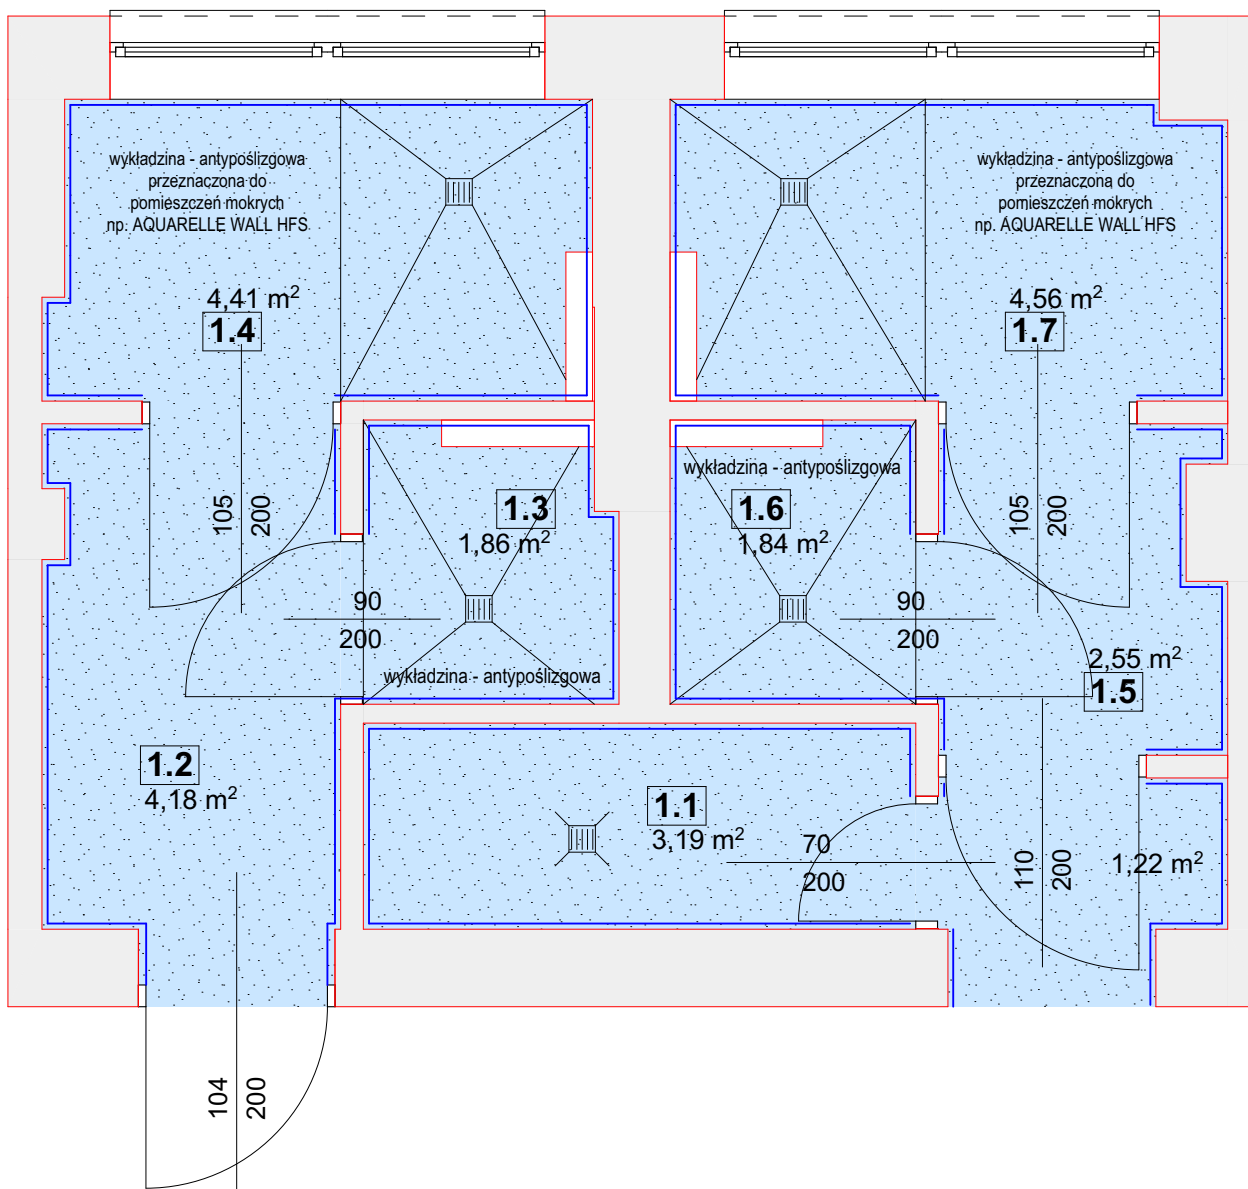 wykładzina - antypoślizgowa
przeznaczona do
pomieszczeń mokrych
np. AQUARELLE WALL HFS
wykładzina - antypoślizgowa
przeznaczona do
pomieszczeń mokrych
np. AQUARELLE WALL HFS
4,41 m²
1.4
4,56 m²
1.7
105
200
1.3
1,86 m²
wykładzina - antypoślizgowa
1.6
1,84 m²
105
200
90
200
wykładzina - antypoślizgowa
90
200
2,55 m²
1.5
1.2
4,18 m²
1.1
3,19 m²
70
200
110
200
1,22 m²
104
200